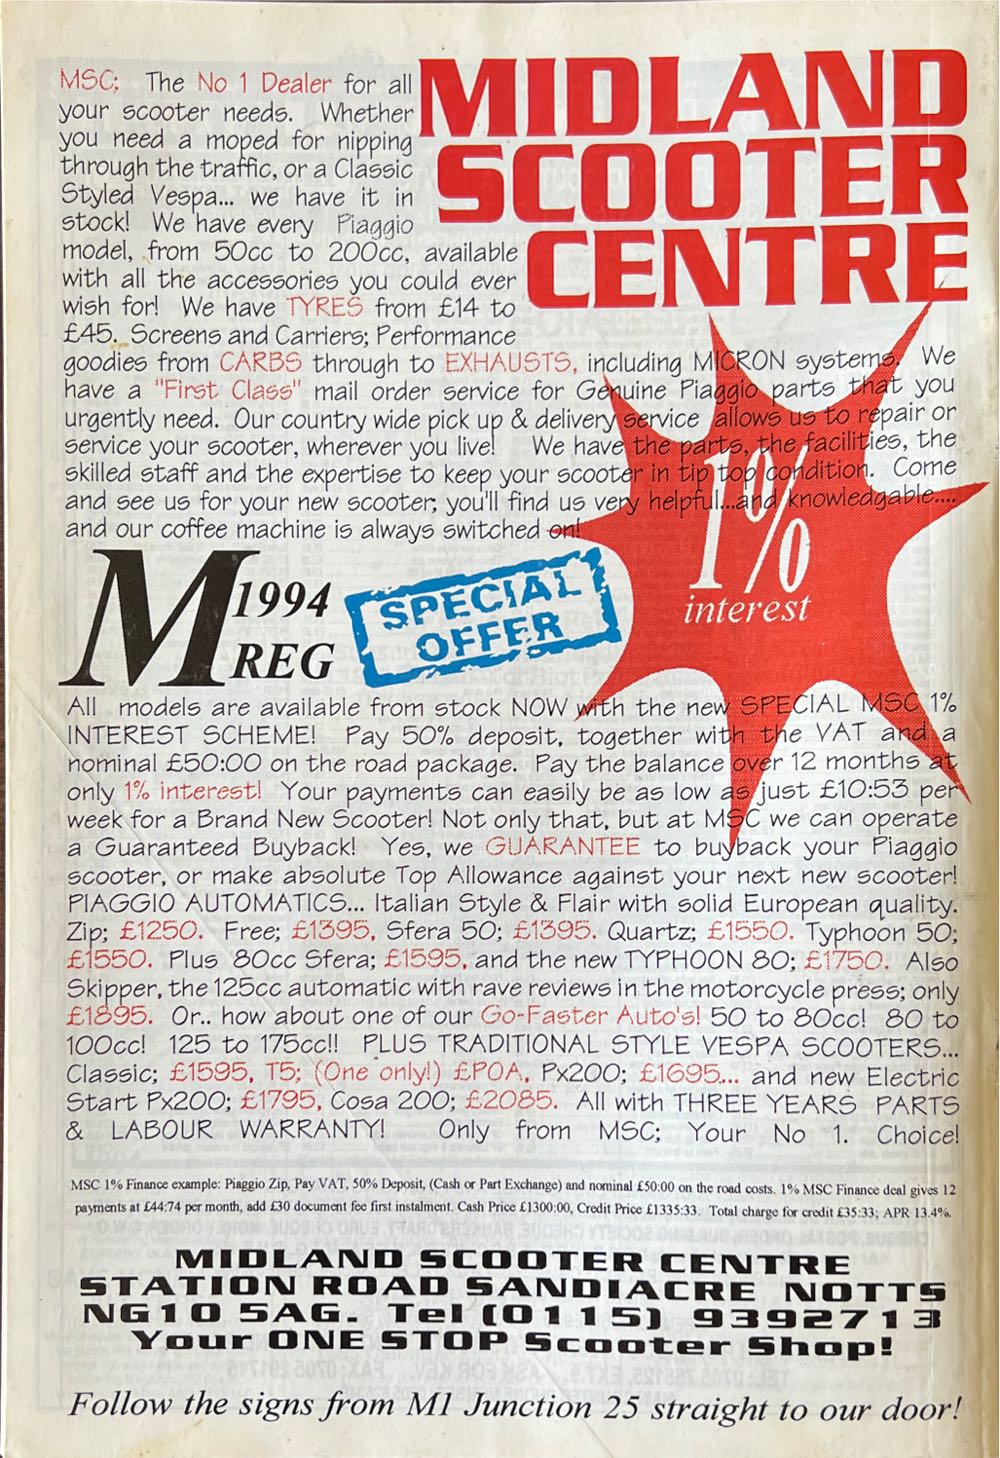 MIDLAND
SCOOTER
CENTRE
MSC; The No 1 Dealer for all
your scooter needs. Whether
you need a moped for nipping
through the traffic, or a Classic
Styled Vespa... we have it in
stock! We have every Piaggio
model, from 50cc to 200cc, available
with all the accessories you could ever
wish for! We have TYRES from £14 to
£45. Screens and Carriers; Performance
goodies from CARBS through to EXHAUSTS, including MICRON systems. We
have a "First Class" mail order service for Genuine Piaggio parts that you
urgently need. Our country wide pick up & delivery service allows us to repair or
service your scooter, wherever you live! We have the parts, the facilities, the
skilled staff and the expertise to keep your scooter in tip top condition. Come
and see us for your new scooter; you'll find us very helpful...and knowledgable....
and our coffee machine is always switched on!
1%
interest
M 1994
REG
SPECIAL
OFFER
All models are available from stock NOW with the new SPECIAL MSC 1%
INTEREST SCHEME! Pay 50% deposit, together with the VAT and a
nominal £50:00 on the road package. Pay the balance over 12 months at
only 1% interest! Your payments can easily be as low as just £10:53 per
week for a Brand New Scooter! Not only that, but at MSC we can operate
a Guaranteed Buyback! Yes, we GUARANTEE to buyback your Piaggio
scooter, or make absolute Top Allowance against your next new scooter!
PIAGGIO AUTOMATICS... Italian Style & Flair with solid European quality.
Zip; £1250. Free; £1395, Sfera 50; £1395. Quartz; £1550. Typhoon 50;
£1550. Plus 80cc Sfera; £1595, and the new TYPHOON 80; £1750. Also
Skipper, the 125cc automatic with rave reviews in the motorcycle press; only
£1895. Or.. how about one of our Go-Faster Auto's! 50 to 80cc! 80 to
100cc! 125 to 175cc!! PLUS TRADITIONAL STYLE VESPA SCOOTERS...
Classic; £1595, T5; (One only!) £POA, Px200; £1695... and new Electric
Start Px200; £1795, Cosa 200; £2085. All with THREE YEARS PARTS
& LABOUR WARRANTY! Only from MSC; Your No 1. Choice!
MSC 1% Finance example: Piaggio Zip, Pay VAT, 50% Deposit, (Cash or Part Exchange) and nominal £50:00 on the road costs. 1% MSC Finance deal gives 12
payments at £44:74 per month, add £30 document fee first instalment. Cash Price £1300:00, Credit Price £1335:33. Total charge for credit £35:33; APR 13.4%.
MIDLAND SCOOTER CENTRE
STATION ROAD SANDIACRE NOTTS
NG10 5AG. Tel (0115) 9392713
Your ONE STOP Scooter Shop!
Follow the signs from M1 Junction 25 straight to our door!